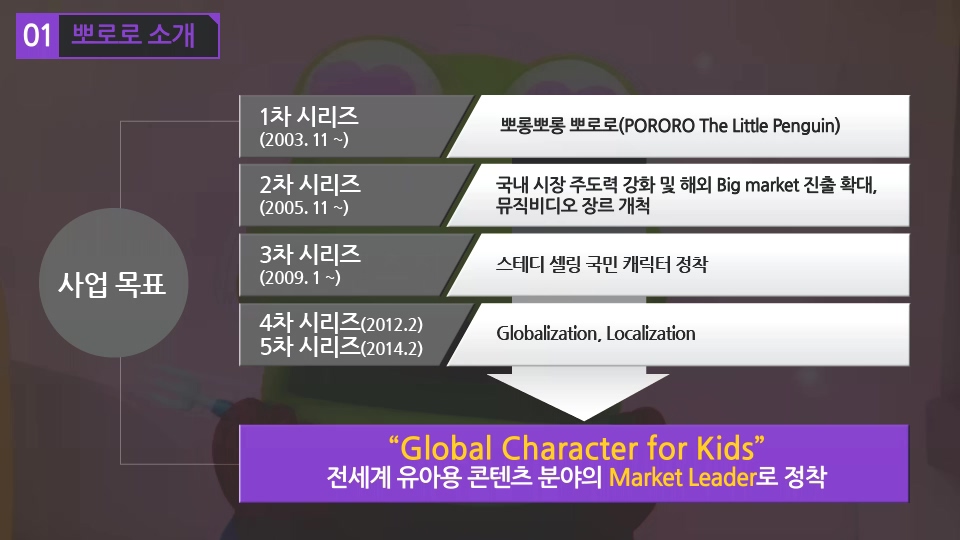 01 뽀로로 소개
1차 시리즈
(2003. 11 ~)
뽀롱뽀롱 뽀로로(PORORO The Little Penguin)
2차 시리즈
(2005. 11 ~)
국내 시장 주도력 강화 및 해외 Big market 진출 확대,
뮤직비디오 장르 개척
3차 시리즈
(2009. 1 ~)
스테디 셀링 국민 캐릭터 정착
사업 목표
4차 시리즈(2012.2)
5차 시리즈(2014.2)
Globalization, Localization
“Global Character for Kids”
전세계 유아용 콘텐츠 분야의 Market Leader로 정착